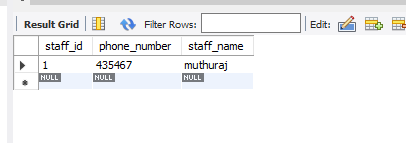 Result Grid Filter Rows: Edit:
staff_id phone_number staff_name
1 435467 muthuraj
NULL NULL NULL